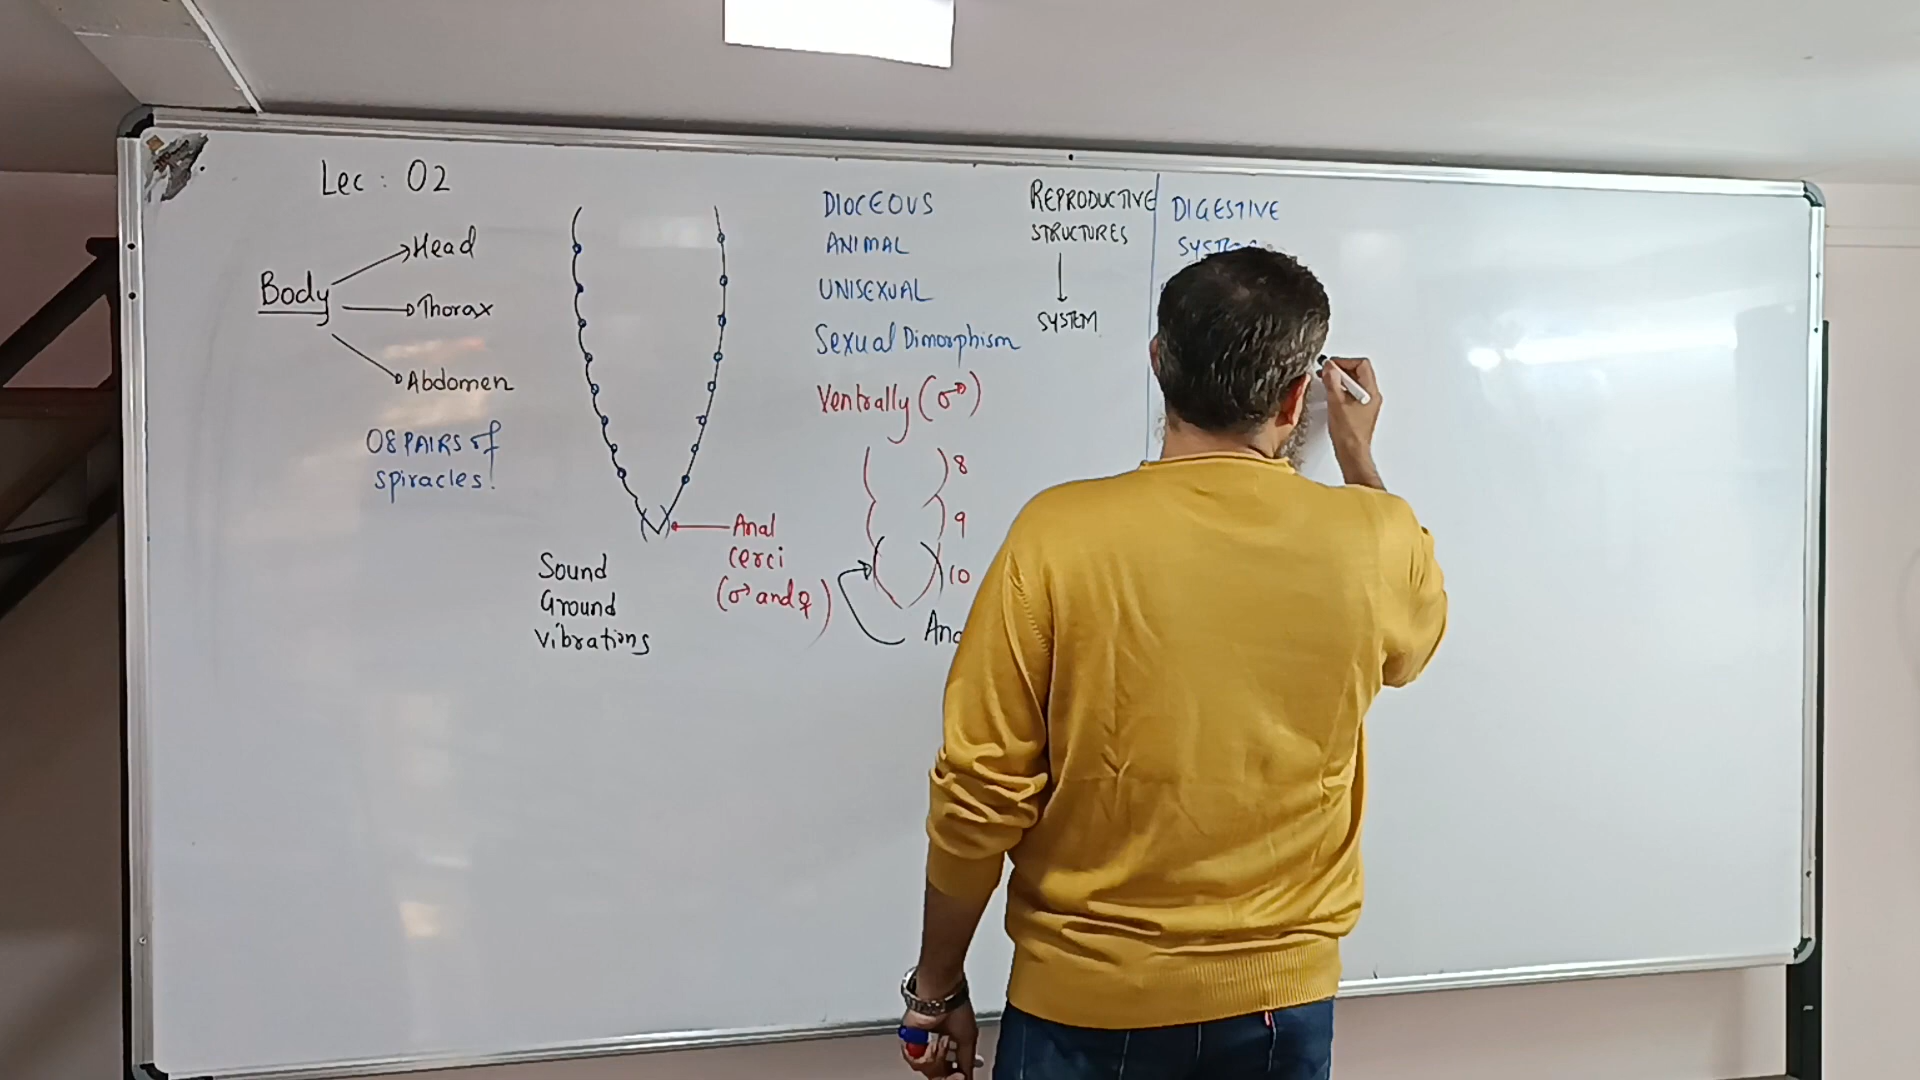 Lec : 02
Body
Head
Thorax
Abdomen
08 PAIRS of
spiracles!
Sound
Ground
Vibrations
Anal
cerci
(♂ and ♀)
DIOCEOUS
ANIMAL
UNISEXUAL
Sexual Dimorphism
Ventrally (♂)
8
9
10
REPRODUCTIVE
STRUCTURES
SYSTEM
DIGESTIVE